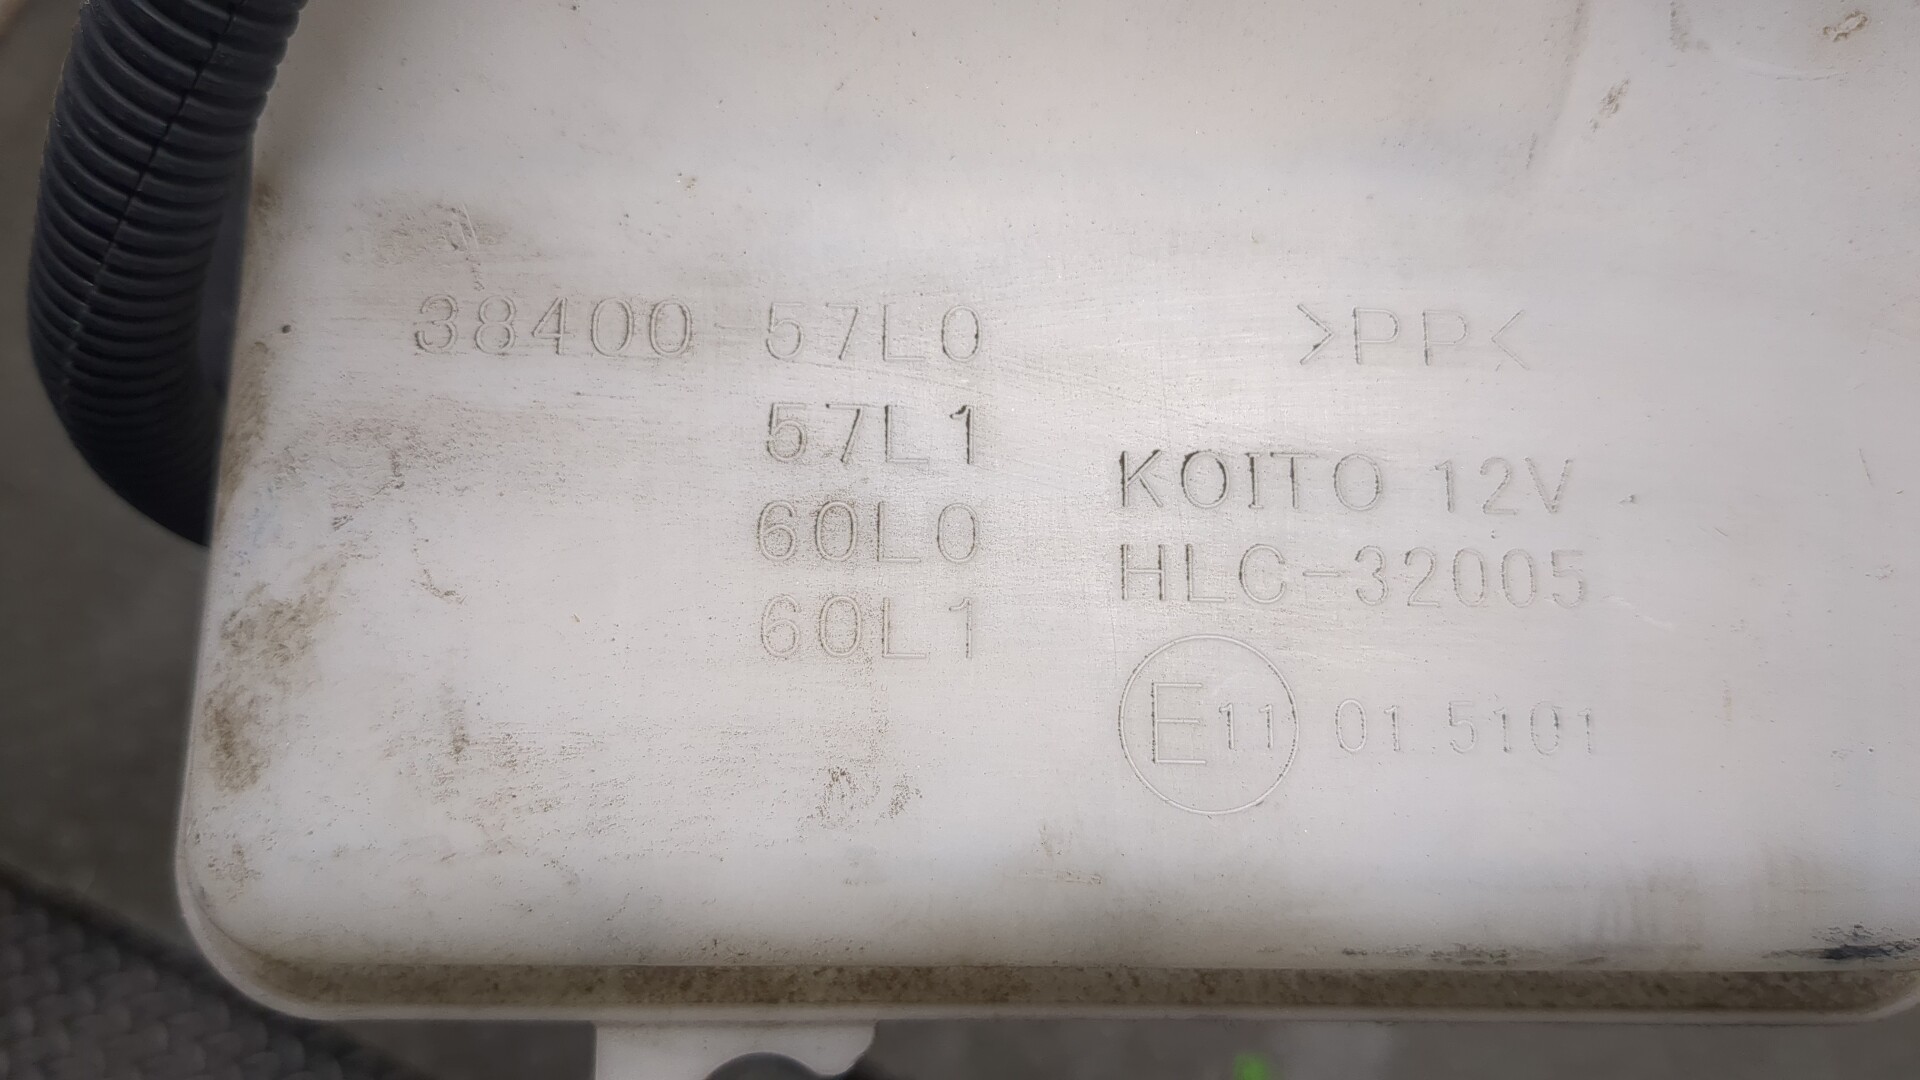 38400-57L0
57L1
60L0
60L1
>PP<
KOITO 12V
HLC-32005
E11 01 5101